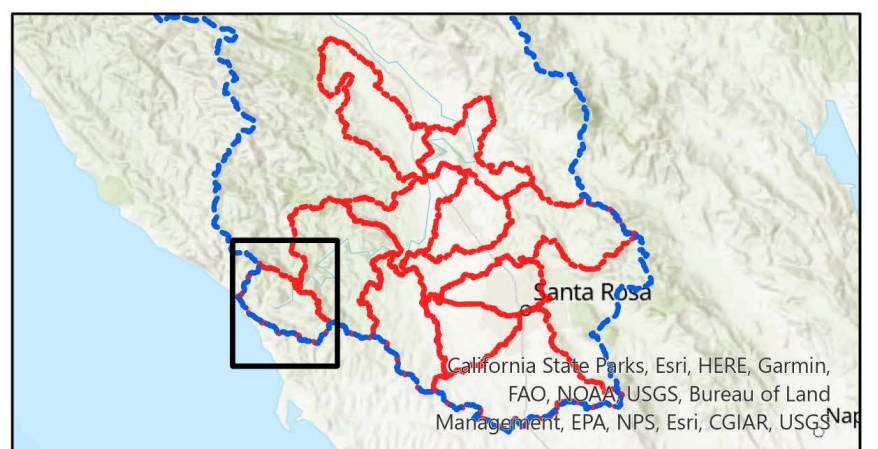 Santa Rosa
California State Parks, Esri, HERE, Garmin,
FAO, NOAA, USGS, Bureau of Land
Management, EPA, NPS, Esri, CGIAR, USGS
Nap